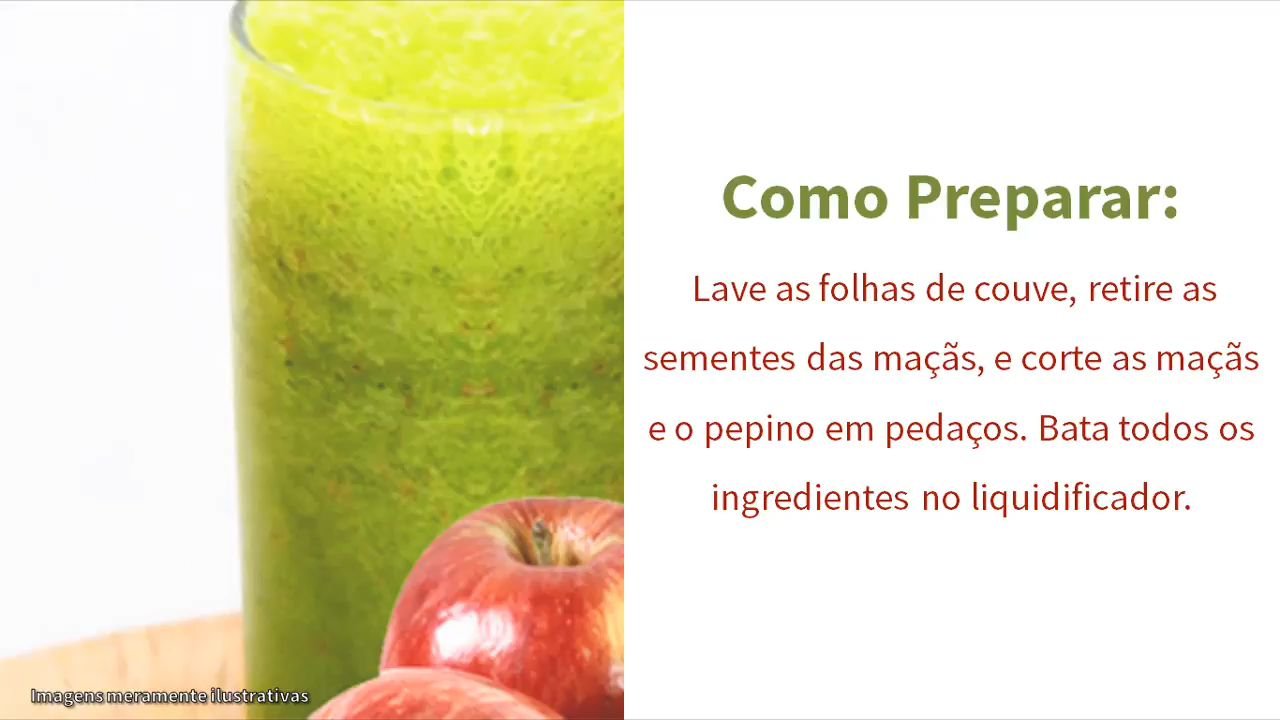 Como Preparar:
Lave as folhas de couve, retire as
sementes das maçãs, e corte as maçãs
e o pepino em pedaços. Bata todos os
ingredientes no liquidificador.
Imagens meramente ilustrativas